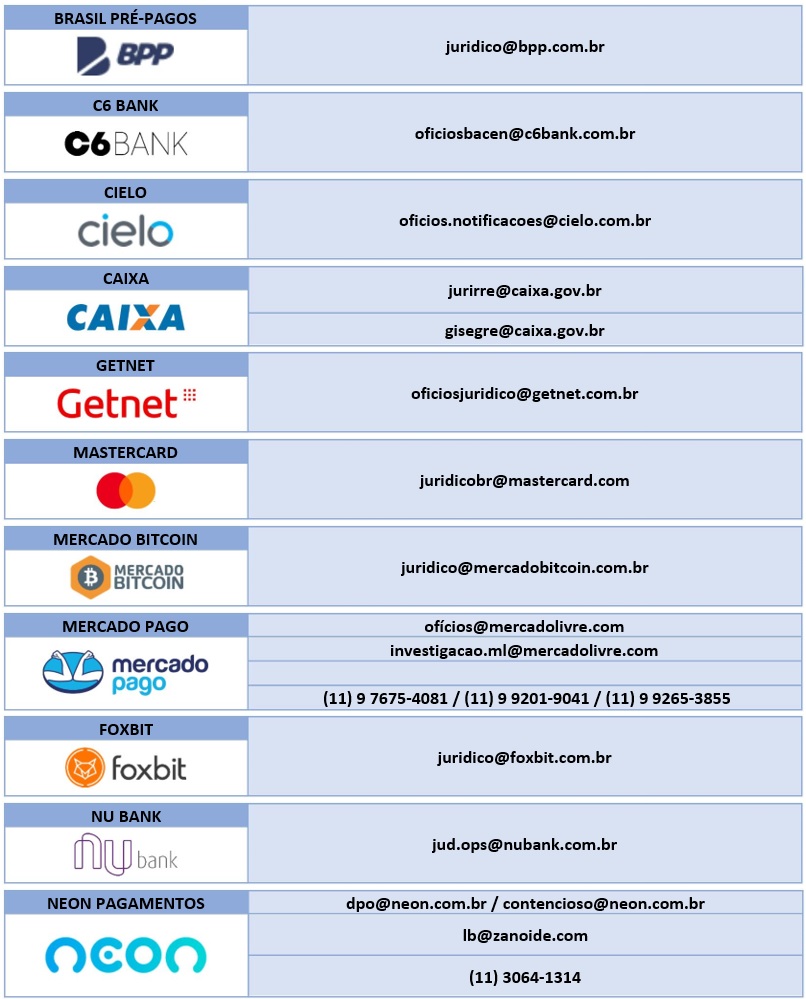 BRASIL PRÉ-PAGOS
BPP
juridico@bpp.com.br
C6 BANK
C6BANK
oficiosbacen@c6bank.com.br
CIELO
cielo
oficios.notificacoes@cielo.com.br
CAIXA
CAIXA
jurirre@caixa.gov.br
gisegre@caixa.gov.br
GETNET
Getnet
oficiosjuridico@getnet.com.br
MASTERCARD
juridicobr@mastercard.com
MERCADO BITCOIN
MERCADO
BITCOIN
juridico@mercadobitcoin.com.br
MERCADO PAGO
mercado
pago
ofícios@mercadolivre.com
investigacao.ml@mercadolivre.com
(11) 9 7675-4081 / (11) 9 9201-9041 / (11) 9 9265-3855
FOXBIT
foxbit
juridico@foxbit.com.br
NU BANK
nu bank
jud.ops@nubank.com.br
NEON PAGAMENTOS
neon
dpo@neon.com.br / contencioso@neon.com.br
lb@zanoide.com
(11) 3064-1314